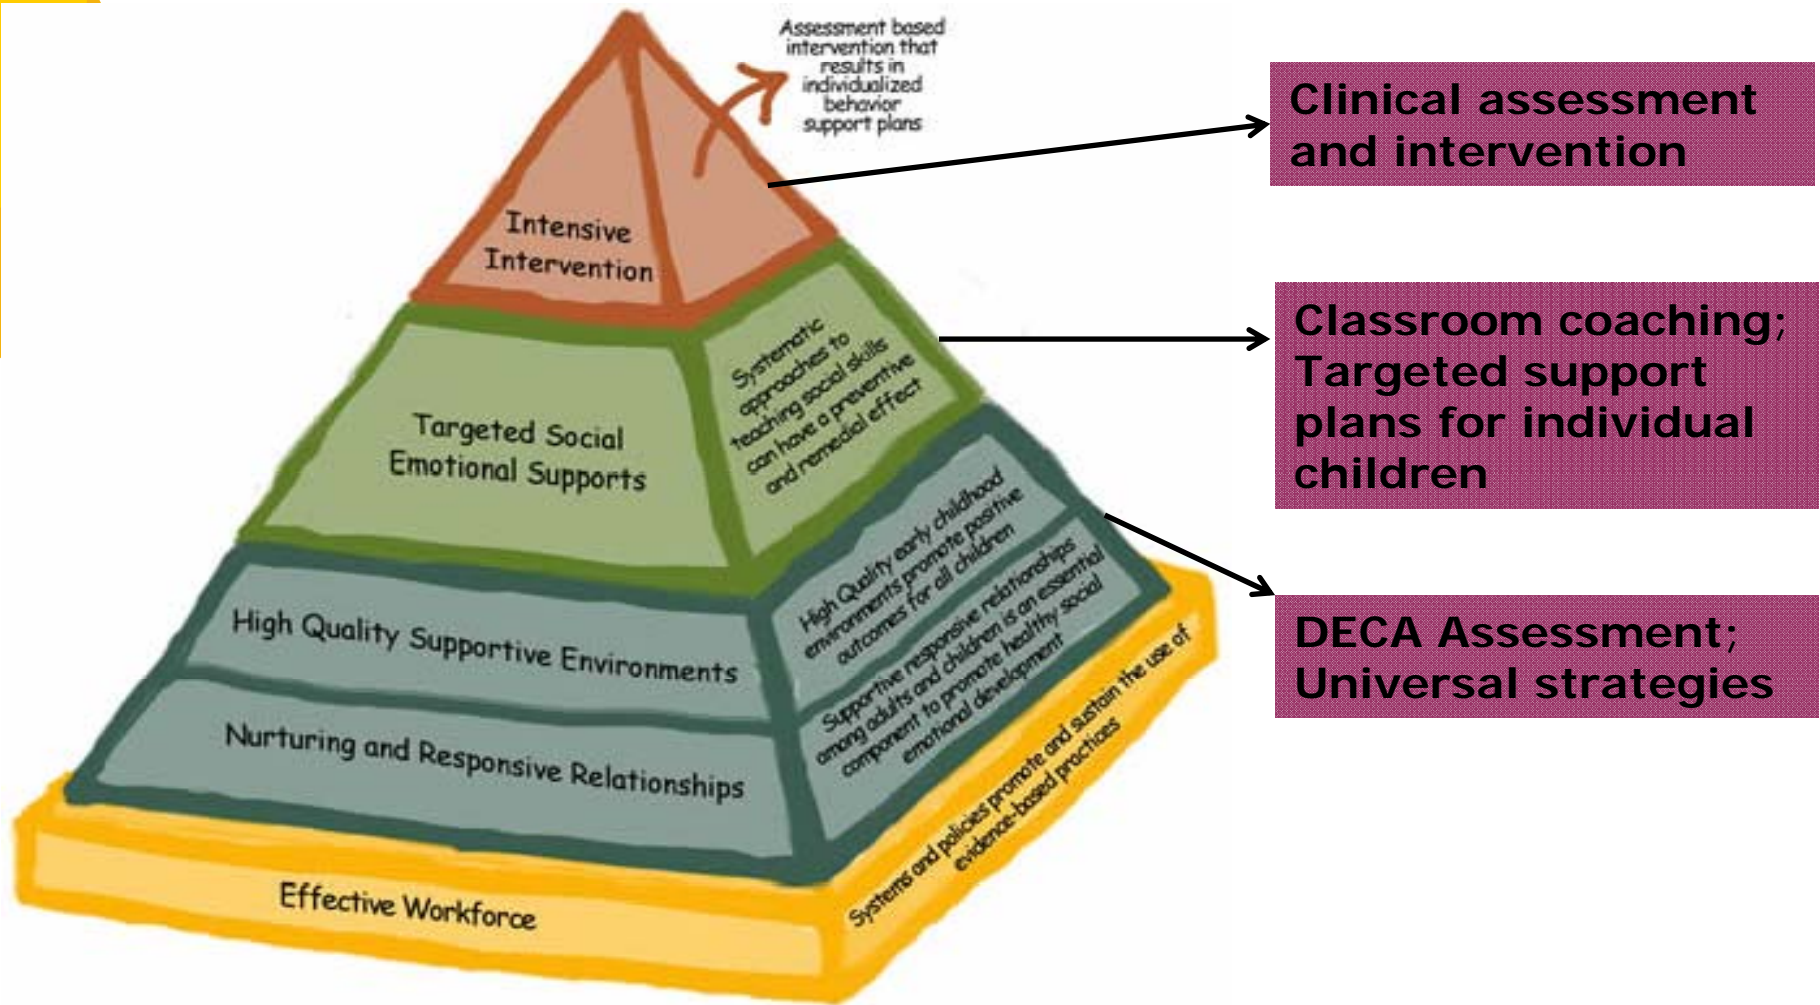 Assessment based
intervention that
results in
individualized
behavior
support plans
Clinical assessment
and intervention
Intensive
Intervention
Systematic
approaches to
teaching social skills
can have a preventive
and remedial effect
Classroom coaching;
Targeted support
plans for individual
children
Targeted Social
Emotional Supports
High Quality early childhood
environments promote positive
outcomes for all children
High Quality Supportive Environments
Supportive responsive relationships
among adults and children is an essential
component to promote healthy social
emotional development
DECA Assessment;
Universal strategies
Nurturing and Responsive Relationships
Systems and policies promote and sustain the use of
evidence-based practices
Effective Workforce